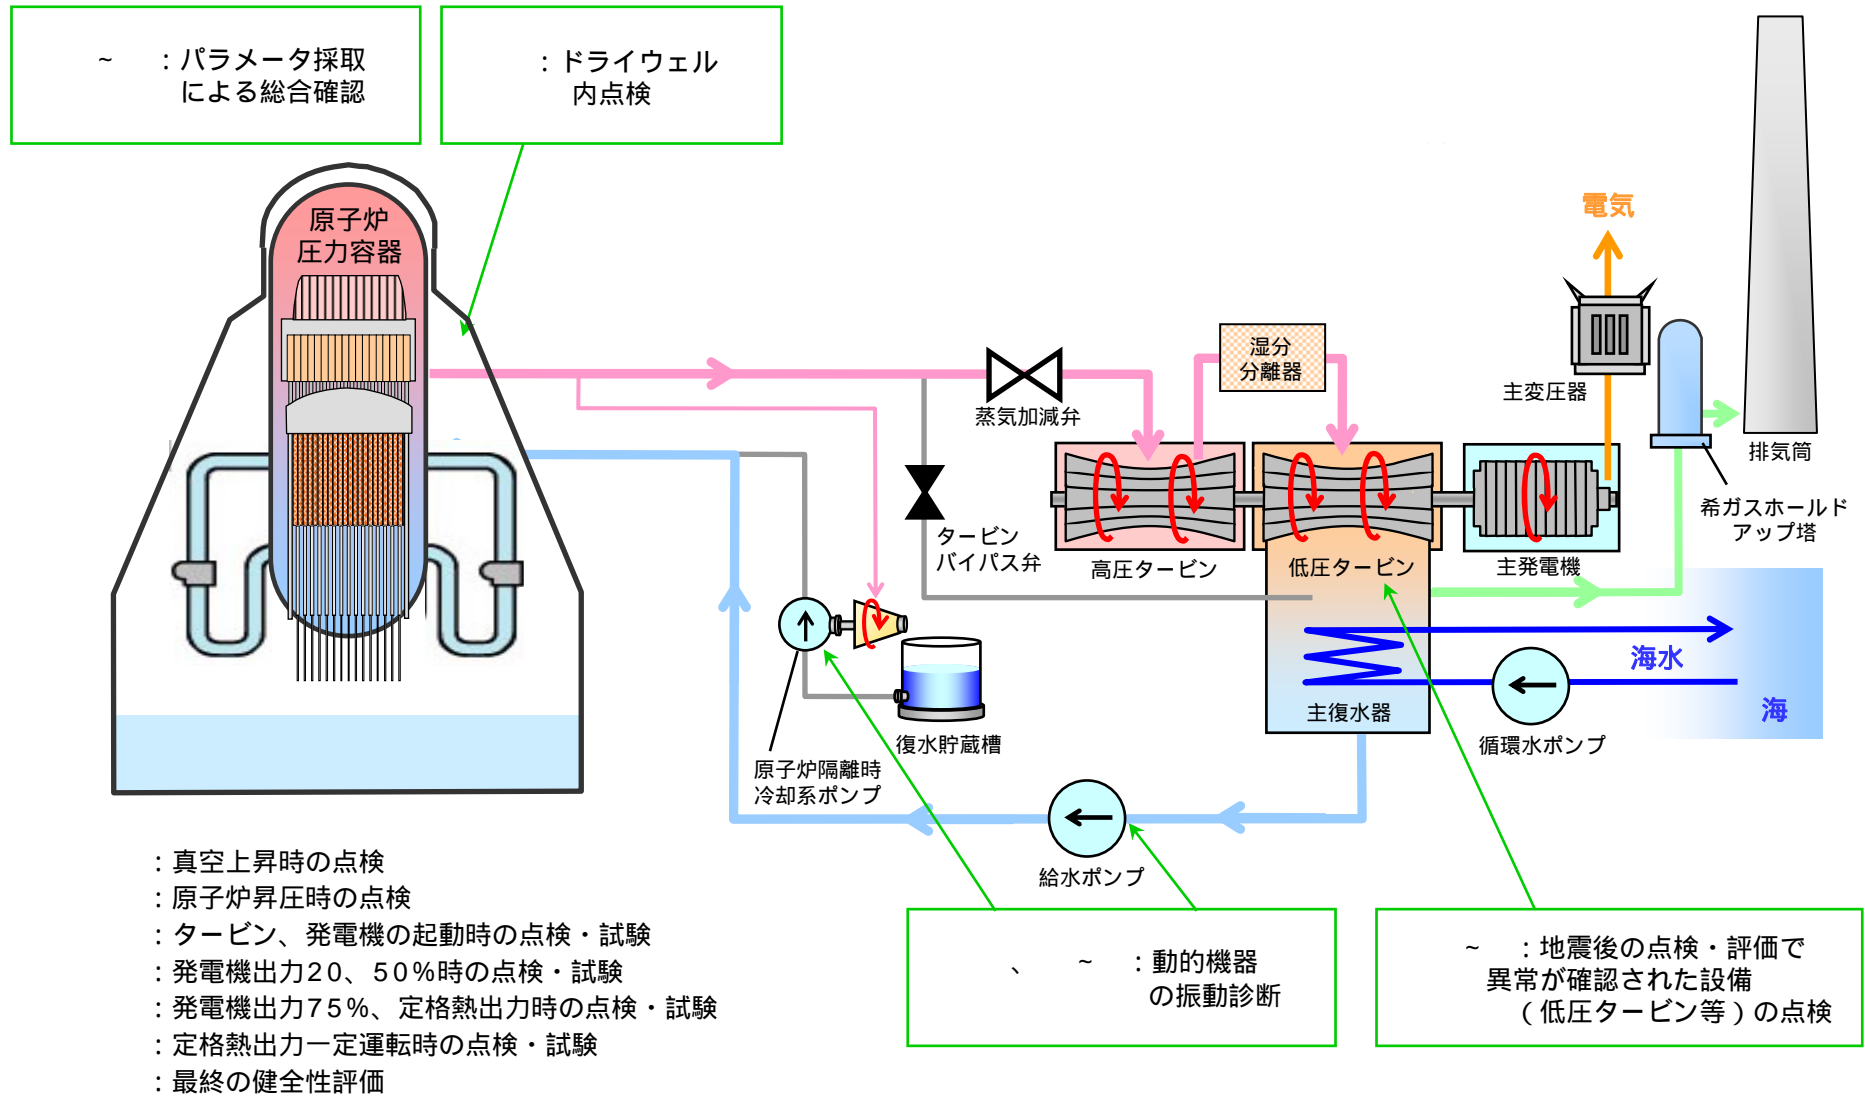 ~ ：パラメータ採取
による総合確認
：ドライウェル
内点検
原子炉
圧力容器
電気
湿分
分離器
主変圧器
蒸気加減弁
排気筒
希ガスホールド
アップ塔
タービン
バイパス弁
高圧タービン
低圧タービン
主発電機
海水
海
主復水器
循環水ポンプ
復水貯蔵槽
原子炉隔離時
冷却系ポンプ
給水ポンプ
：真空上昇時の点検
：原子炉昇圧時の点検
：タービン、発電機の起動時の点検・試験
：発電機出力20、50%時の点検・試験
：発電機出力75%、定格熱出力時の点検・試験
：定格熱出力一定運転時の点検・試験
：最終の健全性評価
、 ~ ：動的機器
の振動診断
~ ：地震後の点検・評価で
異常が確認された設備
（低圧タービン等）の点検